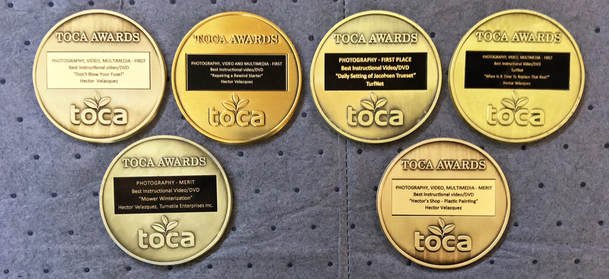 TOCA AWARDS
PHOTOGRAPHY, VIDEO, MULTIMEDIA - FIRST
Best Instructional video/DVD
"Don't Blow Your Fuse!"
Hector Velazquez
toca
TOCA AWARDS
PHOTOGRAPHY, VIDEO AND MULTIMEDIA - FIRST
Best Instructional Video/DVD
"Repairing a Rewind Starter"
Hector Velazquez
toca
TOCA AWARDS
PHOTOGRAPHY - FIRST PLACE
Best Instructional Video/DVD
"Daily Setting of Jacobsen Trueset"
TurfNet
toca
TOCA AWARDS
PHOTOGRAPHY, VIDEO, MULTIMEDIA - FIRST
Best Instructional Video/DVD
TurfNet
"When is it Time to Replace That Reel"
Hector Velazquez
toca
TOCA AWARDS
PHOTOGRAPHY - MERIT
Best Instructional Video/DVD
"Mower Winterization"
Hector Velazquez, Turnstile Enterprises Inc.
toca
TOCA AWARDS
PHOTOGRAPHY, VIDEO, MULTIMEDIA - MERIT
Best Instructional video/DVD
"Hector's Shop - Plastic Painting"
Hector Velazquez
toca